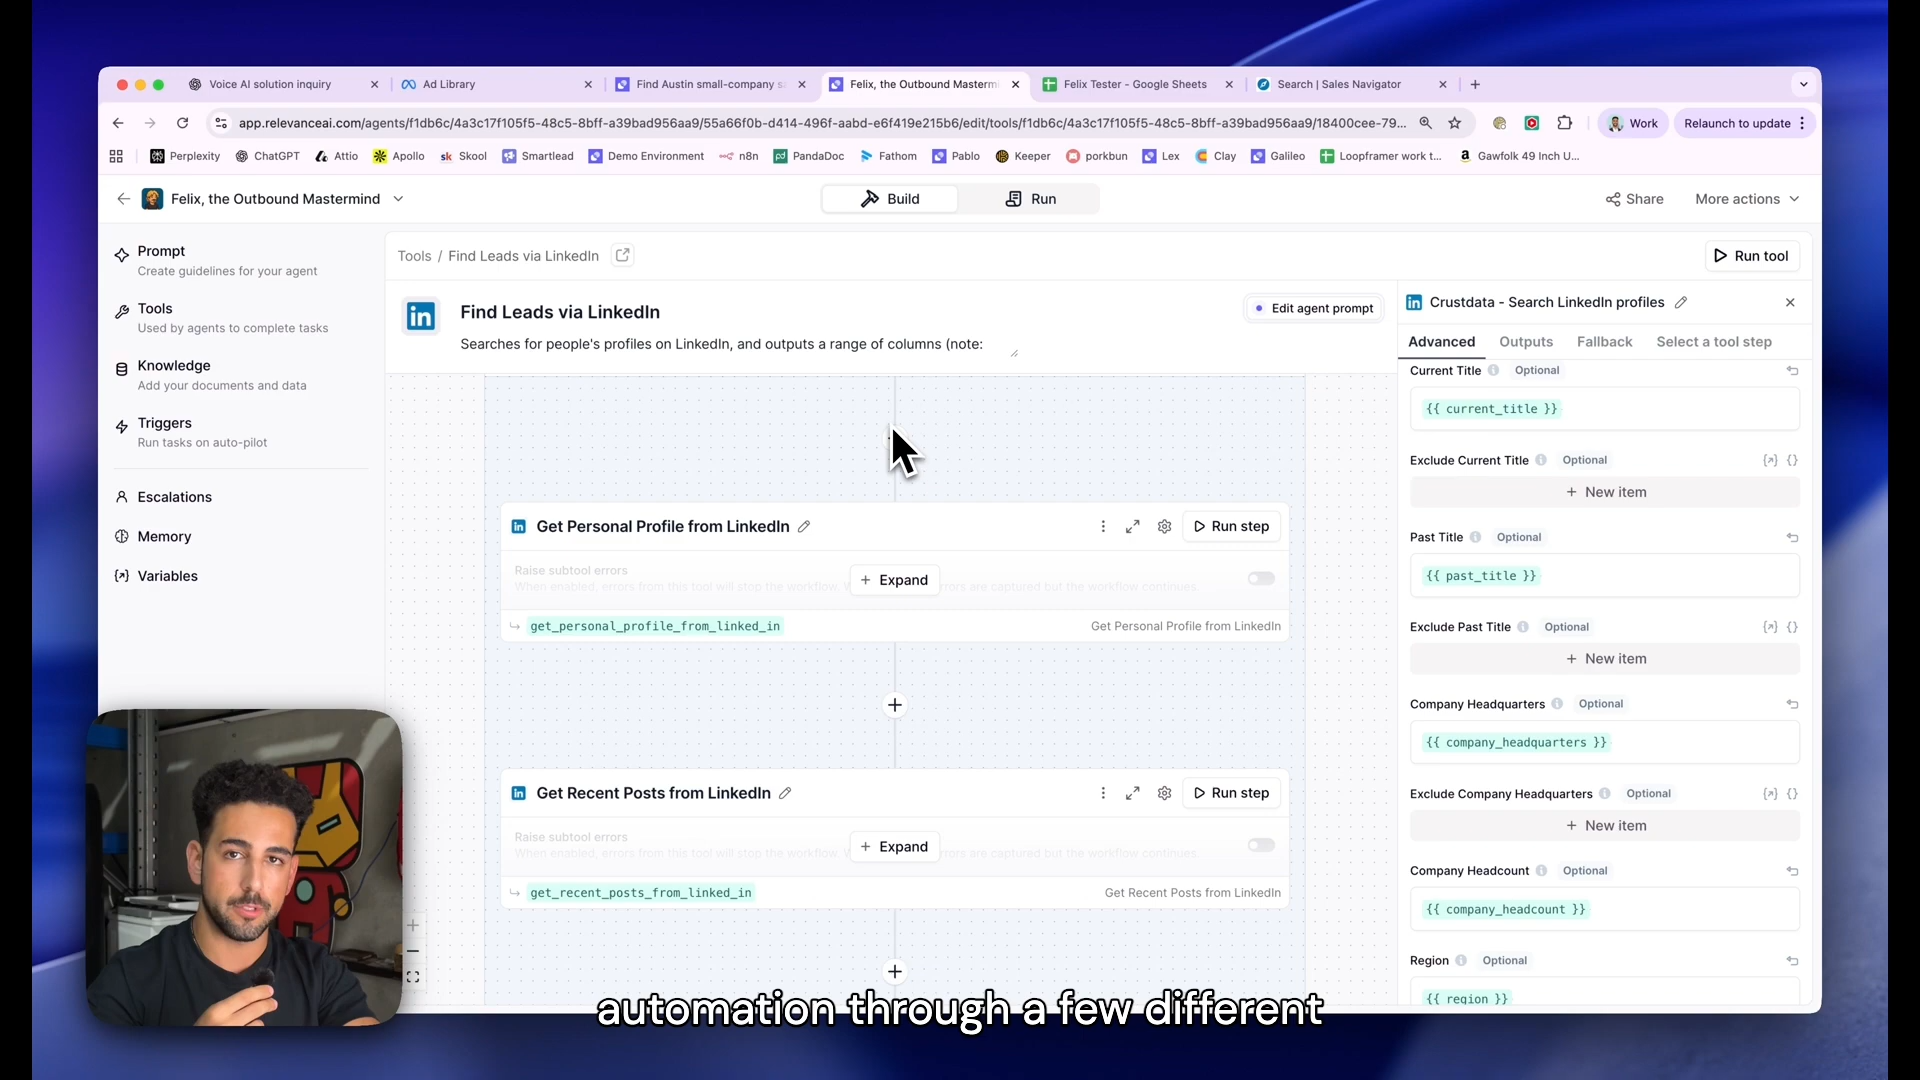 Voice AI solution inquiry
Ad Library
Find Austin small-company s
Felix, the Outbound Masterm
Felix Tester - Google Sheets
Search | Sales Navigator
app.relevanceai.com/agents/f1db6c/4a3c17f105f5-48c5-8bff-a39bad956aa9/55a66f0b-d414-496f-aabd-e6f419e215b6/edit/tools/f1db6c/4a3c17f105f5-48c5-8bff-a39bad956aa9/18400cee-79...
Work
Relaunch to update
Perplexity
ChatGPT
Attio
Apollo
sk Skool
Smartlead
Demo Environment
n8n
PandaDoc
Fathom
Pablo
Keeper
porkbun
Lex
Clay
Galileo
Loopframer work t...
Gawfolk 49 Inch U...
Felix, the Outbound Mastermind
Build
Run
Share
More actions
Prompt
Create guidelines for your agent
Tools
Used by agents to complete tasks
Knowledge
Add your documents and data
Triggers
Run tasks on auto-pilot
Escalations
Memory
Variables
Tools / Find Leads via LinkedIn
Run tool
Find Leads via LinkedIn
Edit agent prompt
Searches for people's profiles on LinkedIn, and outputs a range of columns (note:
Get Personal Profile from LinkedIn
Run step
Raise subtool errors
When enabled, errors from this tool will stop the workflow. W
rors are captured but the workflow continues.
+ Expand
get_personal_profile_from_linked_in
Get Personal Profile from LinkedIn
Get Recent Posts from LinkedIn
Run step
Raise subtool errors
When enabled, errors from this tool will stop the workflow. W
rors are captured but the workflow continues.
+ Expand
get_recent_posts_from_linked_in
Get Recent Posts from LinkedIn
Crustdata - Search LinkedIn profiles
Advanced
Outputs
Fallback
Select a tool step
Current Title Optional
{{ current_title }}
Exclude Current Title Optional
+ New item
Past Title Optional
{{ past_title }}
Exclude Past Title Optional
+ New item
Company Headquarters Optional
{{ company_headquarters }}
Exclude Company Headquarters Optional
+ New item
Company Headcount Optional
{{ company_headcount }}
Region Optional
{{ region }}
automation through a few different